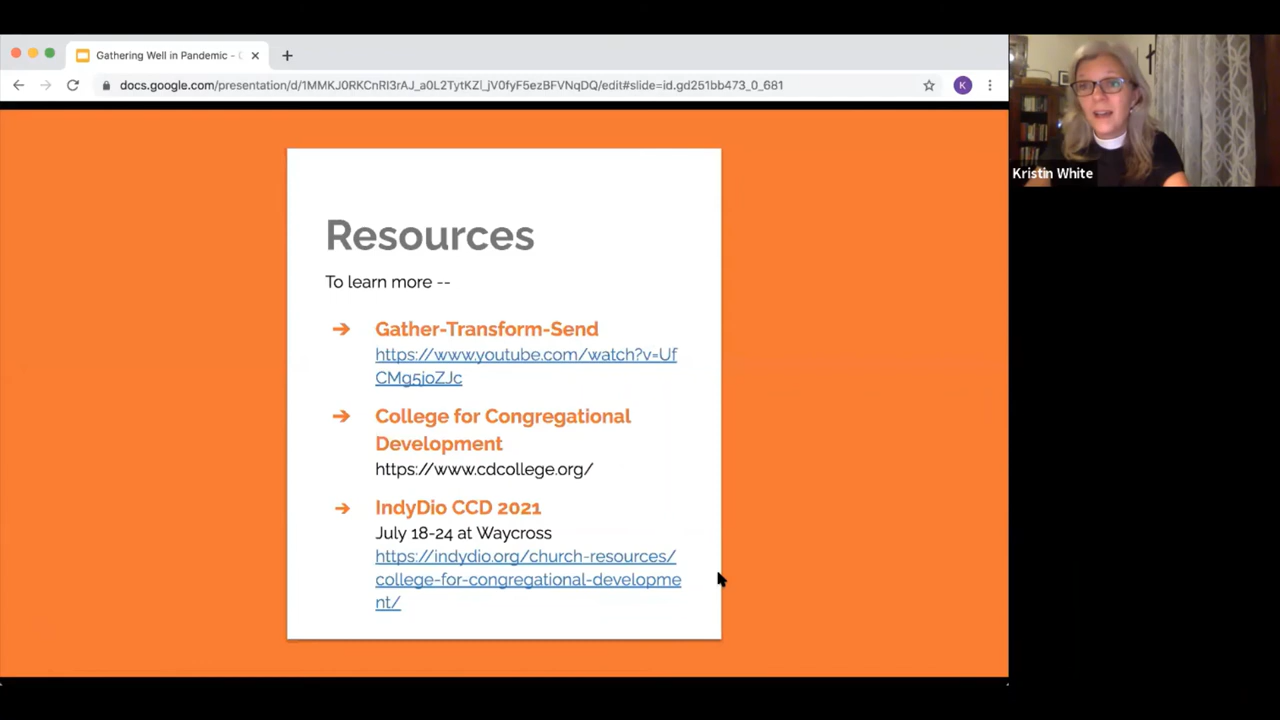 Gathering Well in Pandemic -
docs.google.com/presentation/d/1MMKJ0RKCnRI3rAJ_a0L2TytKZl_jV0fyF5ezBFVNqDQ/edit#slide=id.gd251bb473_0_681
K
Kristin White
Resources
To learn more --
➔ Gather-Transform-Send
https://www.youtube.com/watch?v=Uf
CMg5joZJc
➔ College for Congregational
Development
https://www.cdcollege.org/
➔ IndyDio CCD 2021
July 18-24 at Waycross
https://indydio.org/church-resources/
college-for-congregational-developme
nt/